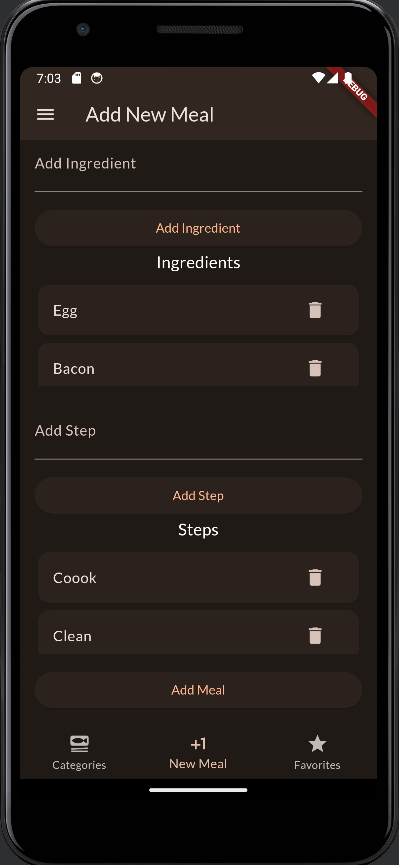 7:03
DEBUG
Add New Meal
Add Ingredient
Add Ingredient
Ingredients
Egg
Bacon
Add Step
Add Step
Steps
Coook
Clean
Add Meal
+1
Categories
New Meal
Favorites